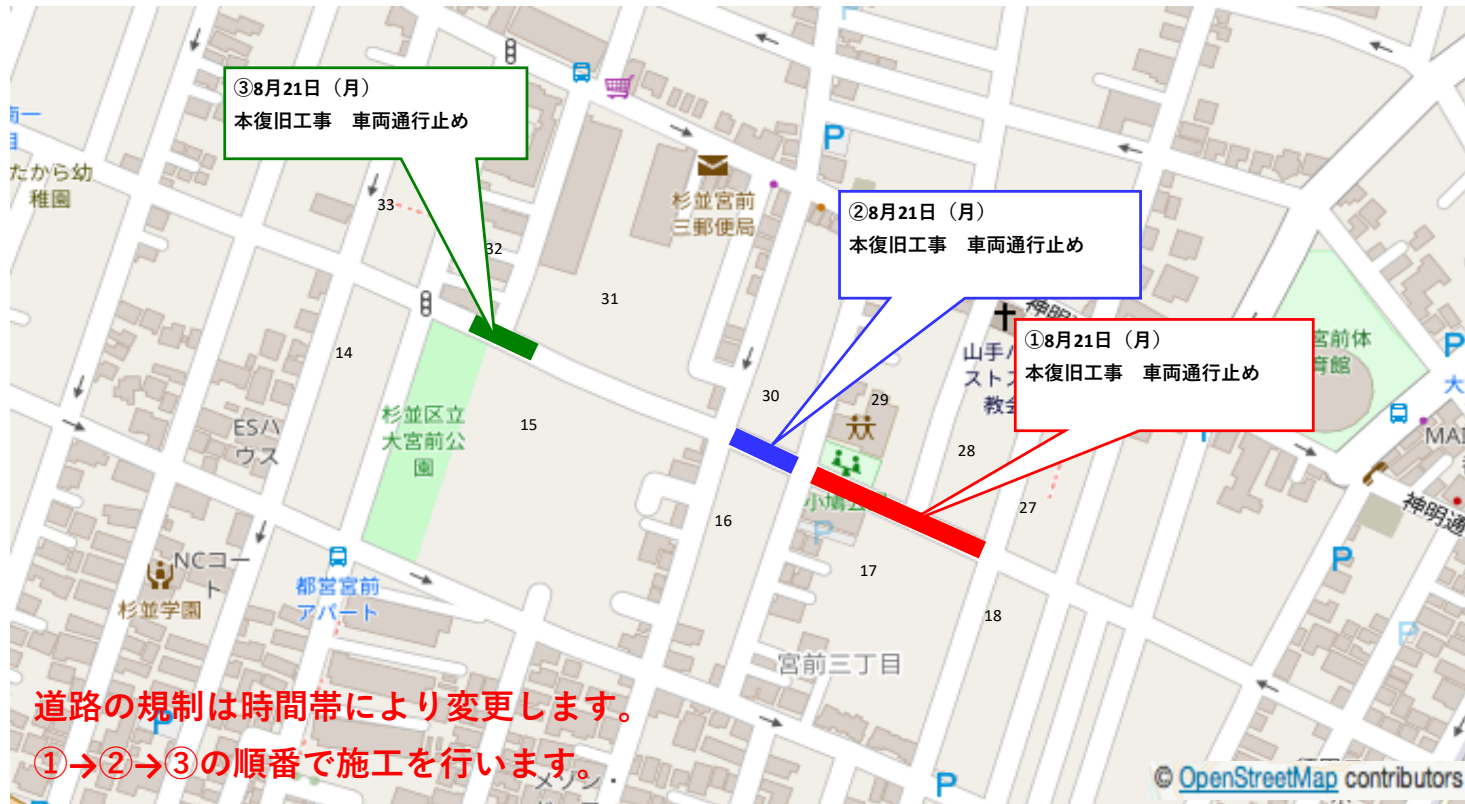 ③8月21日（月）
本復旧工事　車両通行止め
②8月21日（月）
本復旧工事　車両通行止め
①8月21日（月）
本復旧工事　車両通行止め
たから幼
稚園
33
32
31
杉並宮前
三郵便局
14
15
杉並区立
大宮前公
園
ESハ
ウス
30
29
28
27
16
17
18
宮前体
育館
山手
スト
教会
神明通
NCコー
ト
杉並学園
都営宮前
アパート
宮前三丁目
P
P
P
P
P
P
P
道路の規制は時間帯により変更します。
①→②→③の順番で施工を行います。
メゾン・
© OpenStreetMap contributors